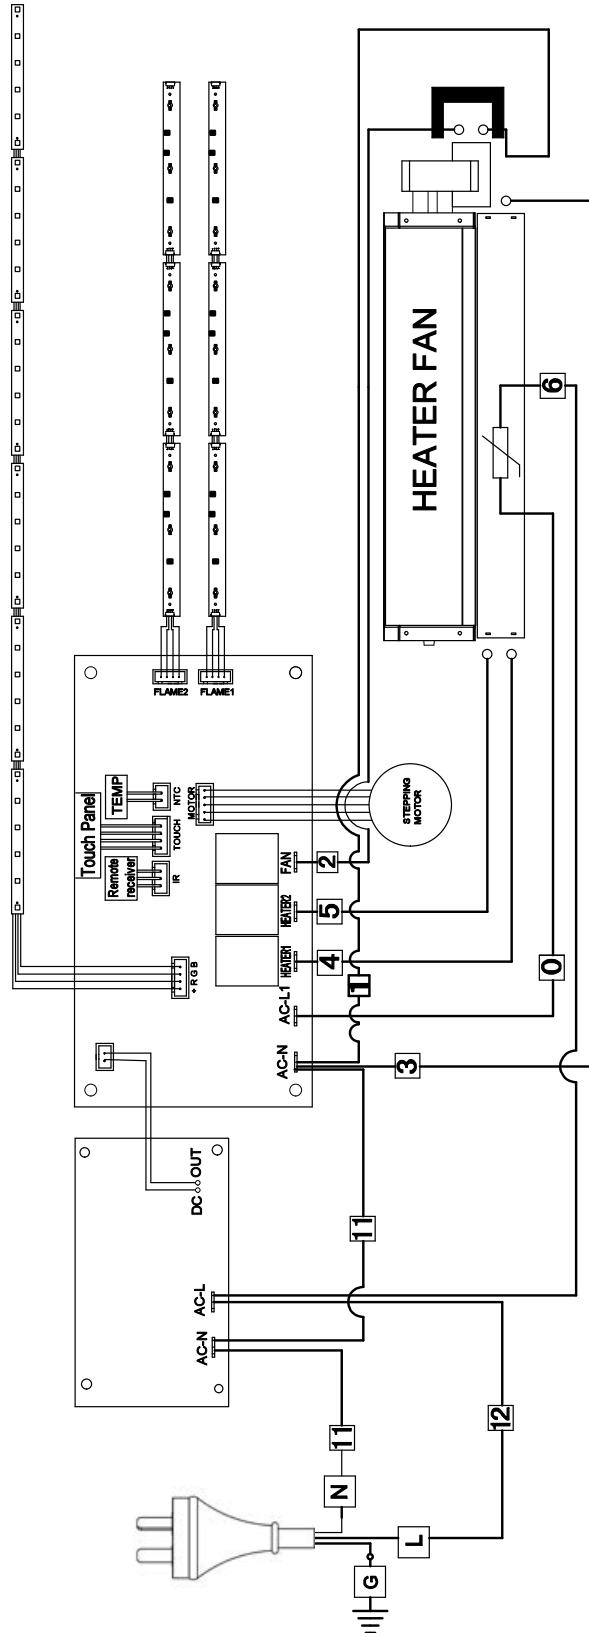 HEATER FAN
6
FLAME2
FLAME1
TEMP
NTC
MOTOR
STEPPING
MOTOR
Touch Panel
TOUCH
Remote
receiver
IR
FAN
2
HEATER2
5
HEATER1
4
+ R G B
AC-L1
1
0
AC-N
3
DC
OUT
11
AC-L
AC-N
11
12
N
L
G